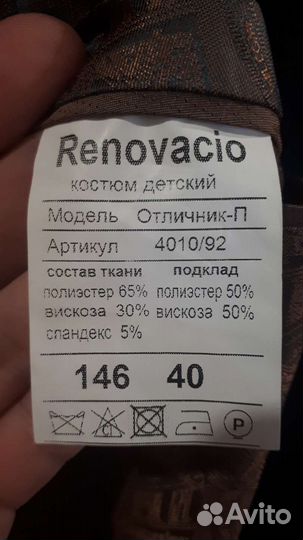 Renovacio
костюм детский
Модель Отличник-П
Артикул 4010/92
состав ткани подклад
полиэстер 65% полиэстер 50%
вискоза 30% вискоза 50%
спандекс 5%
146 40
P
Avito